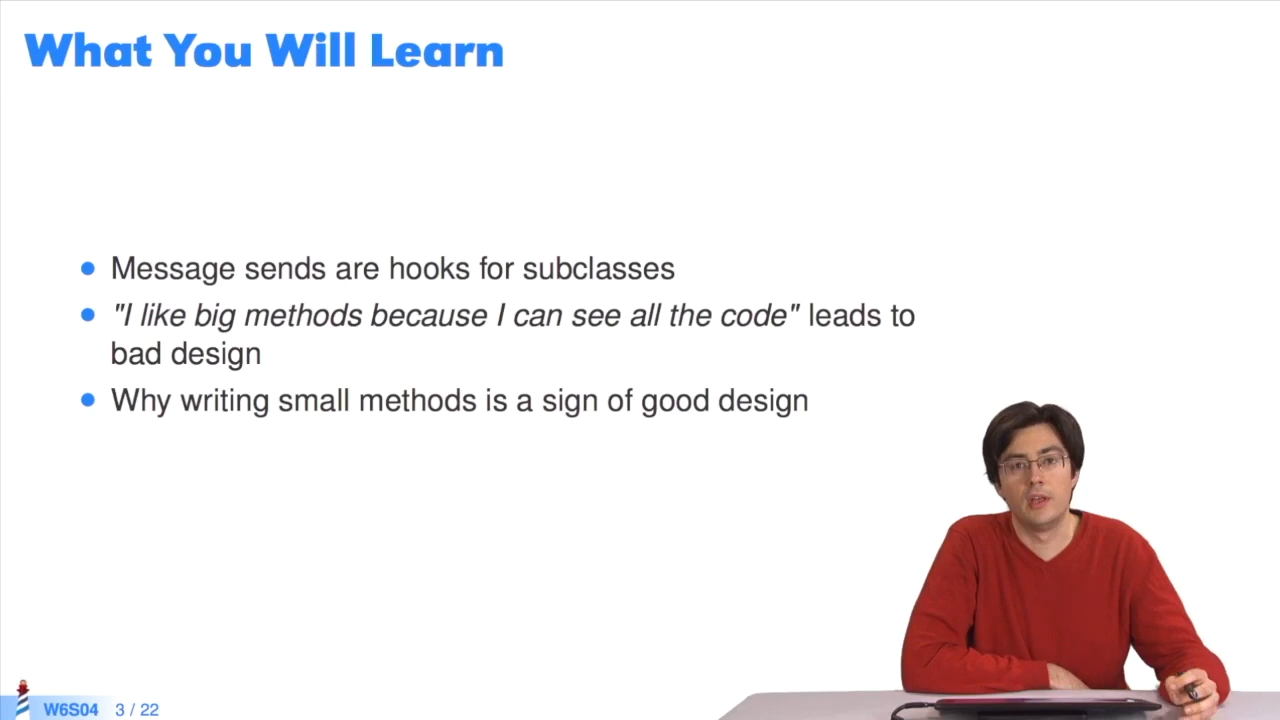 What You Will Learn
Message sends are hooks for subclasses
"I like big methods because I can see all the code" leads to
bad design
Why writing small methods is a sign of good design
W6S04 3 / 22